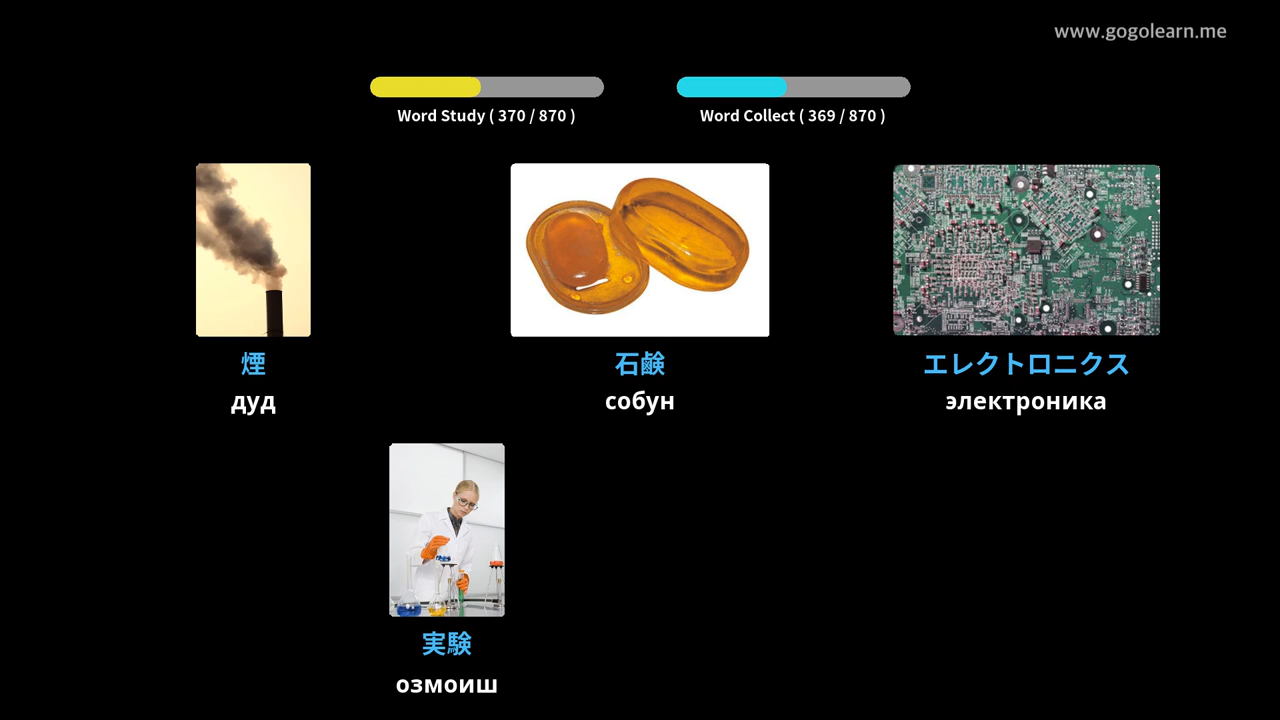 www.gogolearn.me
Word Study ( 370 / 870 )
Word Collect ( 369 / 870 )
煙
дуд
石鹸
собун
エレクトロニクス
электроника
実験
озмоиш